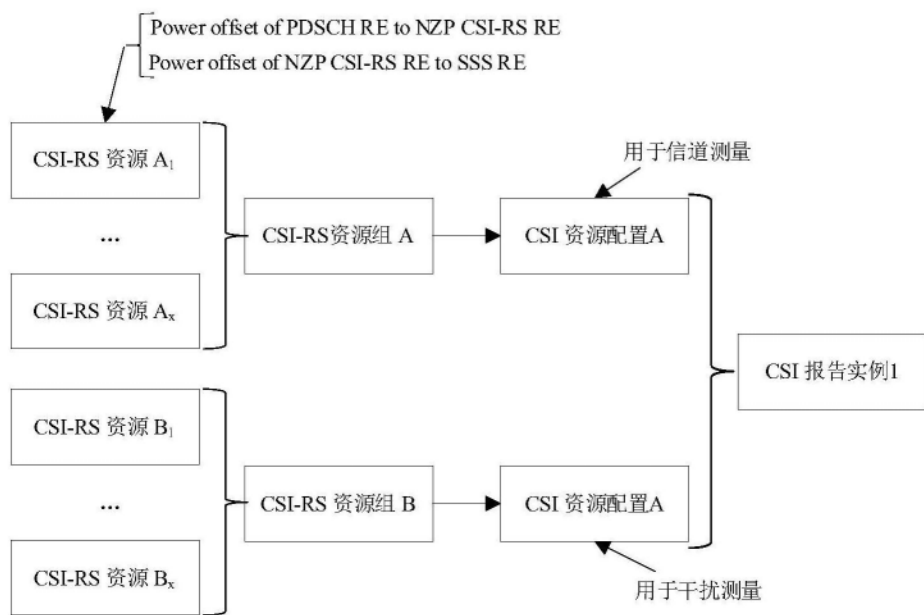 Power offset of PDSCH RE to NZP CSI-RS RE
Power offset of NZP CSI-RS RE to SSS RE
CSI-RS 资源 A₁
...
CSI-RS 资源 Aₓ
CSI-RS资源组 A
用于信道测量
CSI 资源配置A
CSI 报告实例1
CSI-RS 资源 B₁
...
CSI-RS 资源 Bₓ
CSI-RS 资源组 B
CSI 资源配置A
用于干扰测量